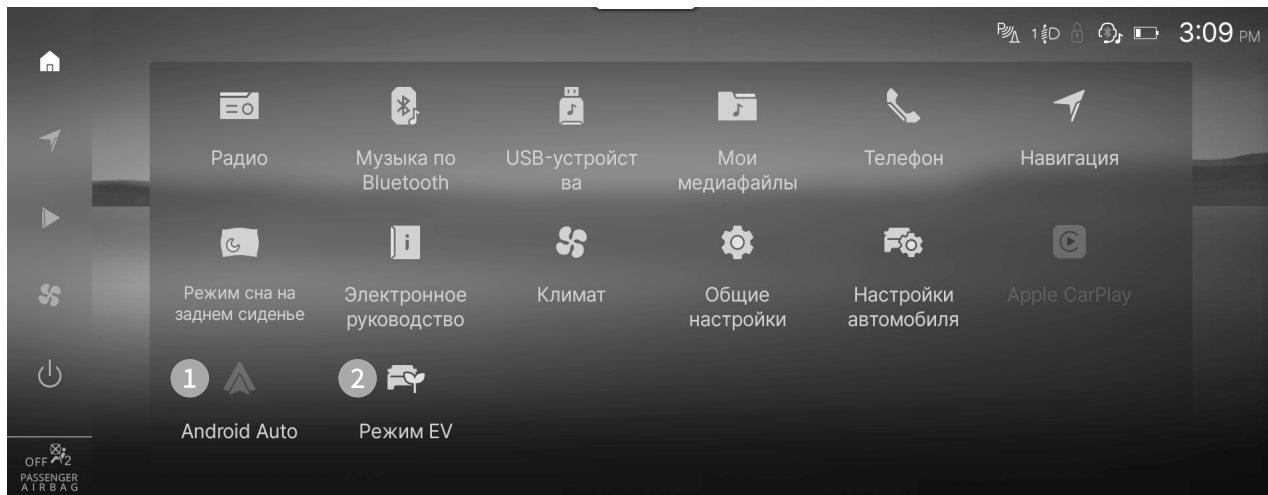 1 D
3:09 PM
Радио
Музыка по
Bluetooth
USB-устройст
ва
Мои
медиафайлы
Телефон
Навигация
Режим сна на
заднем сиденье
Электронное
руководство
Климат
Общие
настройки
Настройки
автомобиля
Apple CarPlay
1
Android Auto
2
Режим EV
OFF 2
PASSENGER
AIRBAG